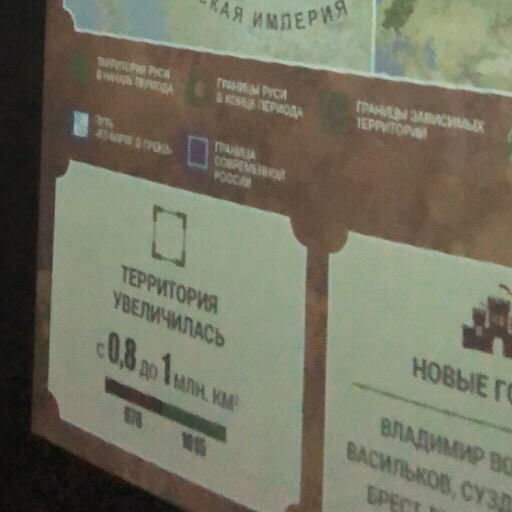 СКАЯ ИМПЕРИЯ
ТЕРРИТОРИЯ РУСИ
В НАЧАЛЕ ПЕРИОДА
ГРАНИЦЫ РУСИ
В КОНЦЕ ПЕРИОДА
ГРАНИЦЫ ЗАВИСИМЫХ
ТЕРРИТОРИЙ
ПУТЬ
«ИЗ ВАРЯГ В ГРЕКИ»
ГРАНИЦА
СОВРЕМЕННОЙ
РОССИИ
ТЕРРИТОРИЯ
УВЕЛИЧИЛАСЬ
С 0,8 ДО 1 МЛН. КМ²
978
1015
НОВЫЕ ГО
ВЛАДИМИР ВО
ВАСИЛЬКОВ, СУЗД
БРЕСТ,